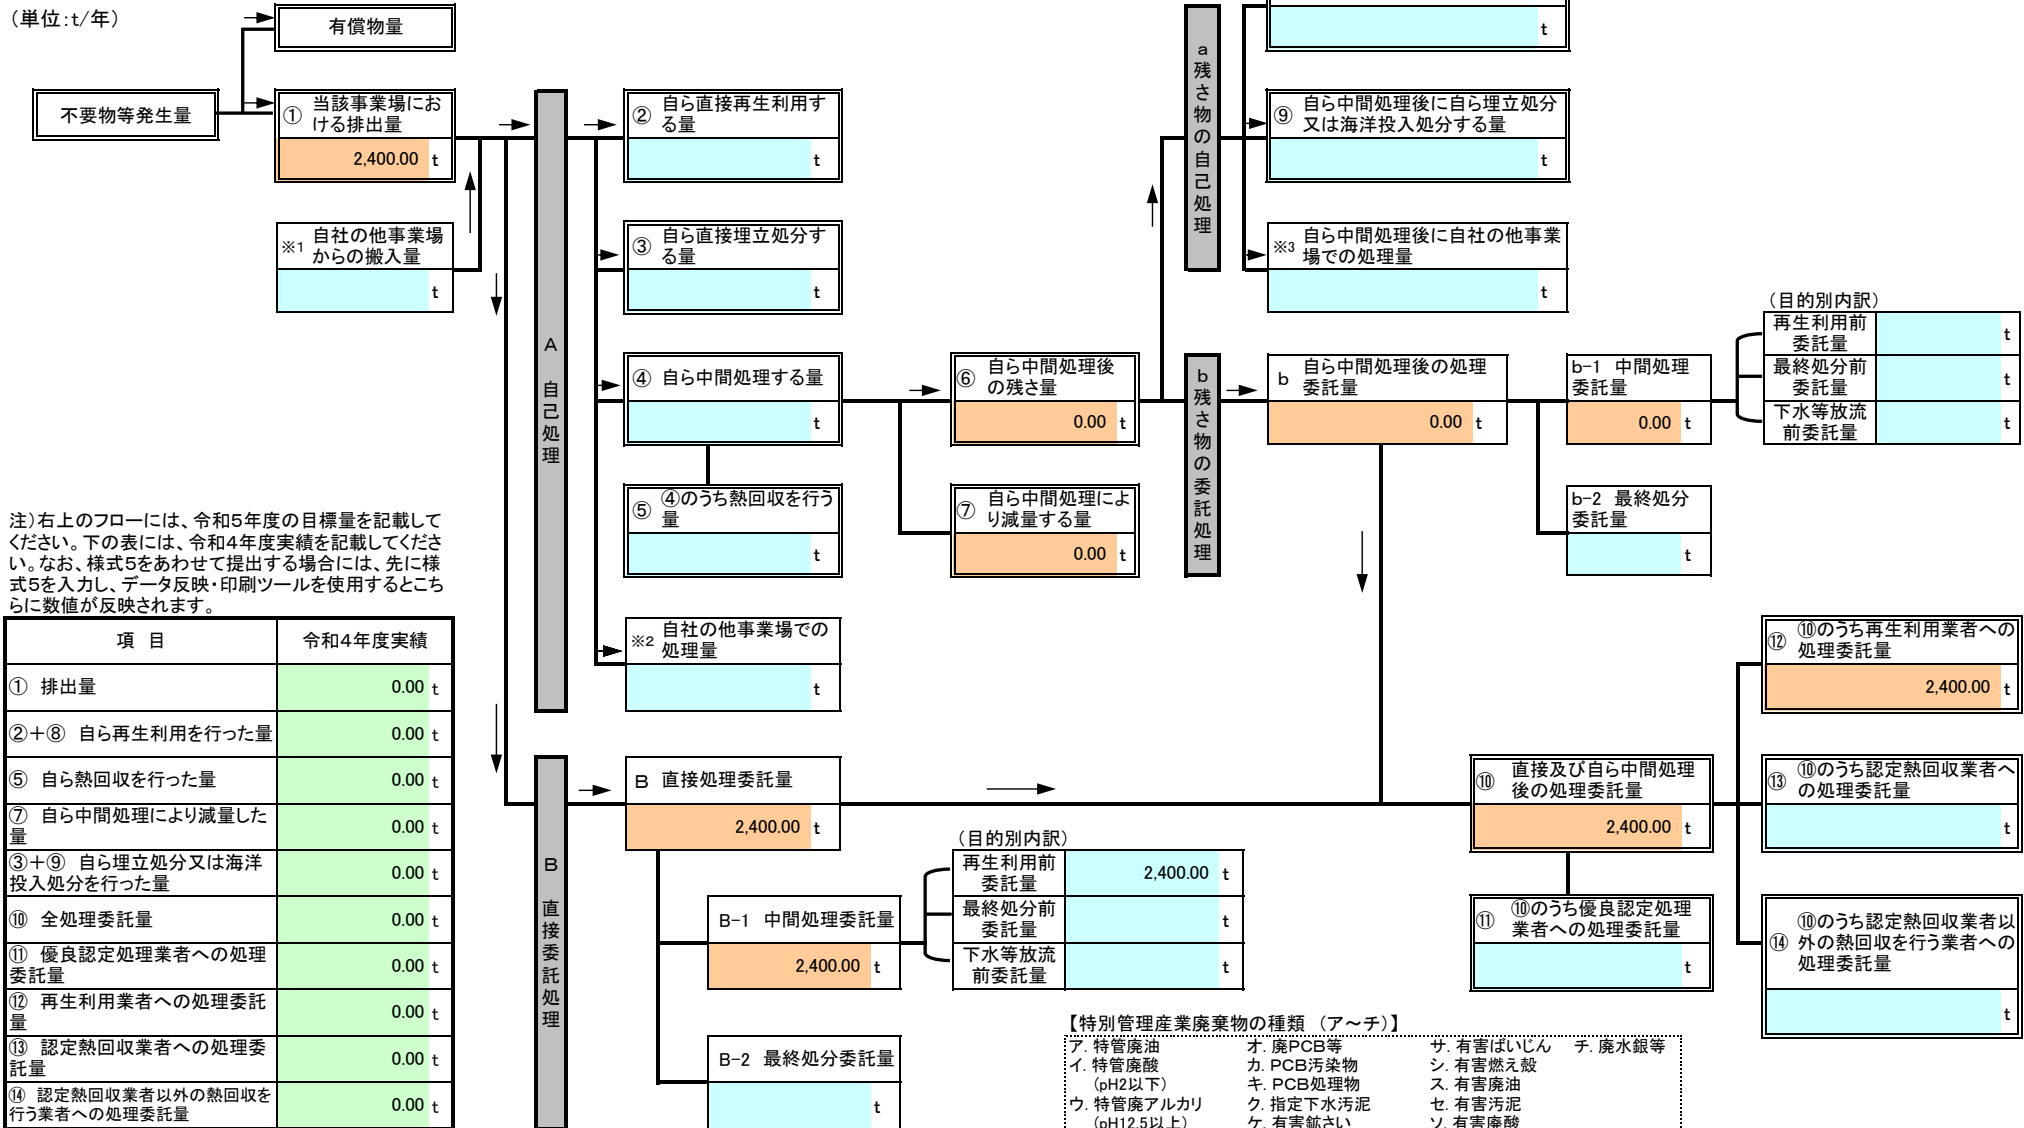 （単位:t/年）
有償物量
t
不要物等発生量
① 当該事業場にお
ける排出量
2,400.00 t
※1 自社の他事業場
からの搬入量
t
A 自己処理
② 自ら直接再生利用す
る量
t
③ 自ら直接埋立処分す
る量
t
④ 自ら中間処理する量
t
⑤ ④のうち熱回収を行う
量
t
※2 自社の他事業場での
処理量
t
⑥ 自ら中間処理後
の残さ量
0.00 t
⑦ 自ら中間処理によ
り減量する量
0.00 t
a 残さ物の自己処理
⑨ 自ら中間処理後に自ら埋立処分
又は海洋投入処分する量
t
※3 自ら中間処理後に自社の他事業
場での処理量
t
b 残さ物の委託処理
b 自ら中間処理後の処理
委託量
0.00 t
b-1 中間処理
委託量
0.00 t
b-2 最終処分
委託量
t
（目的別内訳）
再生利用前
委託量
t
最終処分前
委託量
t
下水等放流
前委託量
t
注）右上のフローには、令和5年度の目標量を記載して
ください。下の表には、令和4年度実績を記載してくださ
い。なお、様式5をあわせて提出する場合には、先に様
式5を入力し、データ反映・印刷ツールを使用するとこち
らに数値が反映されます。
項 目 令和4年度実績
① 排出量 0.00 t
②＋⑧ 自ら再生利用を行った量 0.00 t
⑤ 自ら熱回収を行った量 0.00 t
⑦ 自ら中間処理により減量した
量 0.00 t
③＋⑨ 自ら埋立処分又は海洋
投入処分を行った量 0.00 t
⑩ 全処理委託量 0.00 t
⑪ 優良認定処理業者への処理
委託量 0.00 t
⑫ 再生利用業者への処理委託
量 0.00 t
⑬ 認定熱回収業者への処理委
託量 0.00 t
⑭ 認定熱回収業者以外の熱回収を
行う業者への処理委託量 0.00 t
B 直接委託処理
B 直接処理委託量
2,400.00 t
B-1 中間処理委託量
2,400.00 t
B-2 最終処分委託量
t
（目的別内訳）
再生利用前
委託量
2,400.00 t
最終処分前
委託量
t
下水等放流
前委託量
t
⑩ 直接及び自ら中間処理
後の処理委託量
2,400.00 t
⑪ ⑩のうち優良認定処理
業者への処理委託量
t
⑫ ⑩のうち再生利用業者への
処理委託量
2,400.00 t
⑬ ⑩のうち認定熱回収業者へ
の処理委託量
t
⑭ ⑩のうち認定熱回収業者以
外の熱回収を行う業者への
処理委託量
t
【特別管理産業廃棄物の種類 （ア～チ）】
ア. 特管廃油 オ. 廃PCB等 サ. 有害ばいじん チ. 廃水銀等
イ. 特管廃酸 カ. PCB汚染物 シ. 有害燃え殻
（pH2以下） キ. PCB処理物 ス. 有害廃油
ウ. 特管廃アルカリ ク. 指定下水汚泥 セ. 有害汚泥
（pH12.5以上） ケ. 有害鉱さい ソ. 有害廃酸